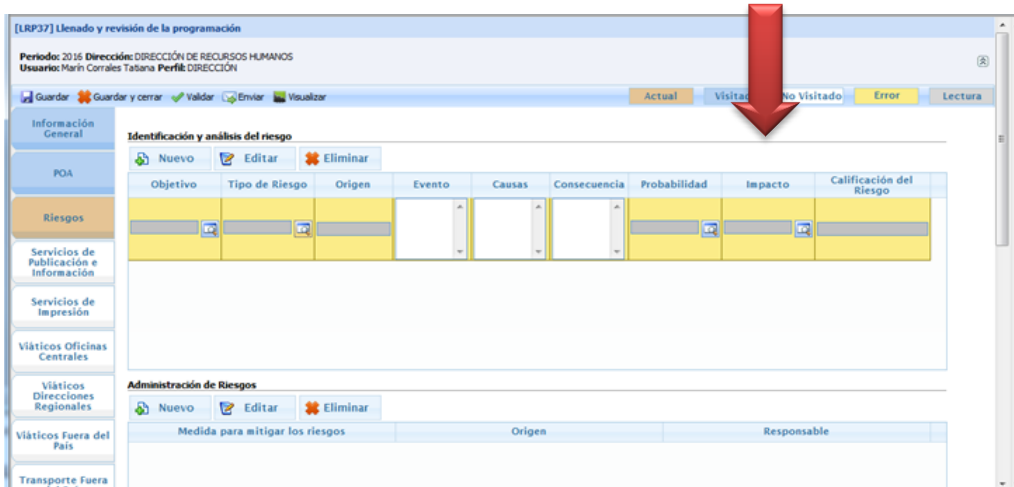 [LRP37] Llenado y revisión de la programación
Periodo: 2016 Dirección: DIRECCIÓN DE RECURSOS HUMANOS
Usuario: Marín Corrales Tatiana Perfil: DIRECCIÓN
Guardar Guardar y cerrar Validar Enviar Visualizar Actual No Visitado Error Lectura
Información
General
POA
Riesgos
Servicios de
Publicación e
Información
Servicios de
Impresión
Viáticos Oficinas
Centrales
Viáticos
Direcciones
Regionales
Viáticos Fuera del
País
Transporte Fuera
Identificación y análisis del riesgo
Nuevo Editar Eliminar
Objetivo Tipo de Riesgo Origen Evento Causas Consecuencia Probabilidad Impacto Calificación del
Riesgo
Administración de Riesgos
Nuevo Editar Eliminar
Medida para mitigar los riesgos Origen Responsable